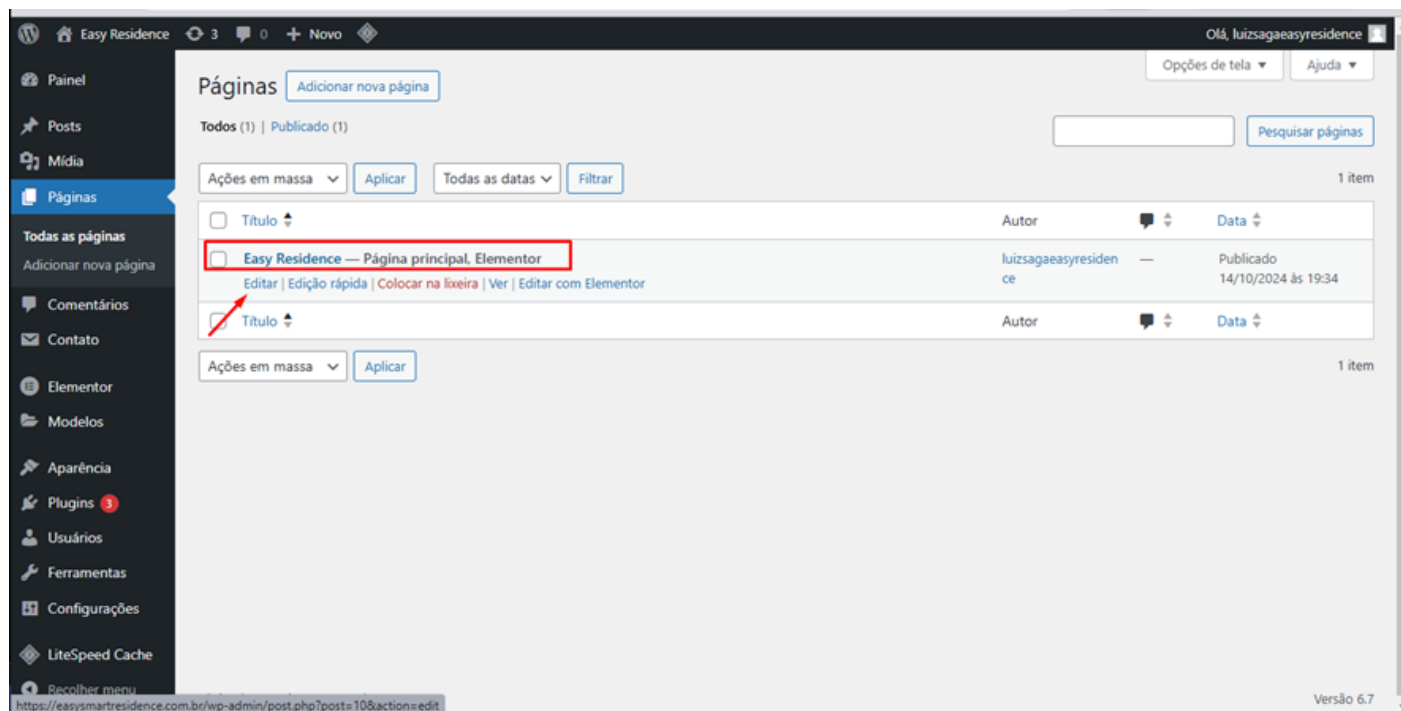 Easy Residence 3 0 + Novo Olá, luizsagaeasyresidence
Opções de tela Ajuda
Painel
Posts
Mídia
Páginas
Todas as páginas
Adicionar nova página
Comentários
Contato
Elementor
Modelos
Aparência
Plugins 3
Usuários
Ferramentas
Configurações
LiteSpeed Cache
Recolher menu
Páginas Adicionar nova página
Todos (1) | Publicado (1)
Pesquisar páginas
Ações em massa Aplicar Todas as datas Filtrar 1 item
Título Autor Data
Easy Residence — Página principal, Elementor luizsagaeasyresiden — Publicado
Editar | Edição rápida | Colocar na lixeira | Ver | Editar com Elementor ce 14/10/2024 às 19:34
Título Autor Data
Ações em massa Aplicar 1 item
Versão 6.7
https://easysmartresidence.com.br/wp-admin/post.php?post=10&action=edit